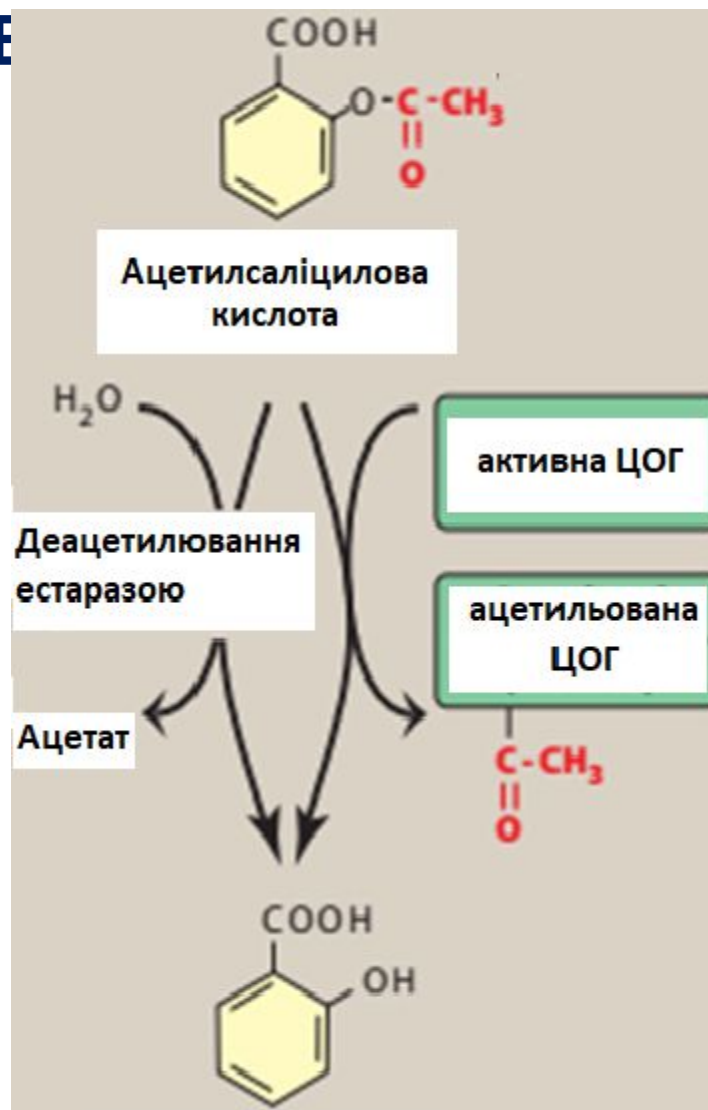 Е
COOH
O-C-CH₃
O
Ацетилсаліцилова
кислота
H₂O
активна ЦОГ
Деацетилювання
естаразою
ацетильована
ЦОГ
Ацетат
C-CH₃
O
COOH
OH